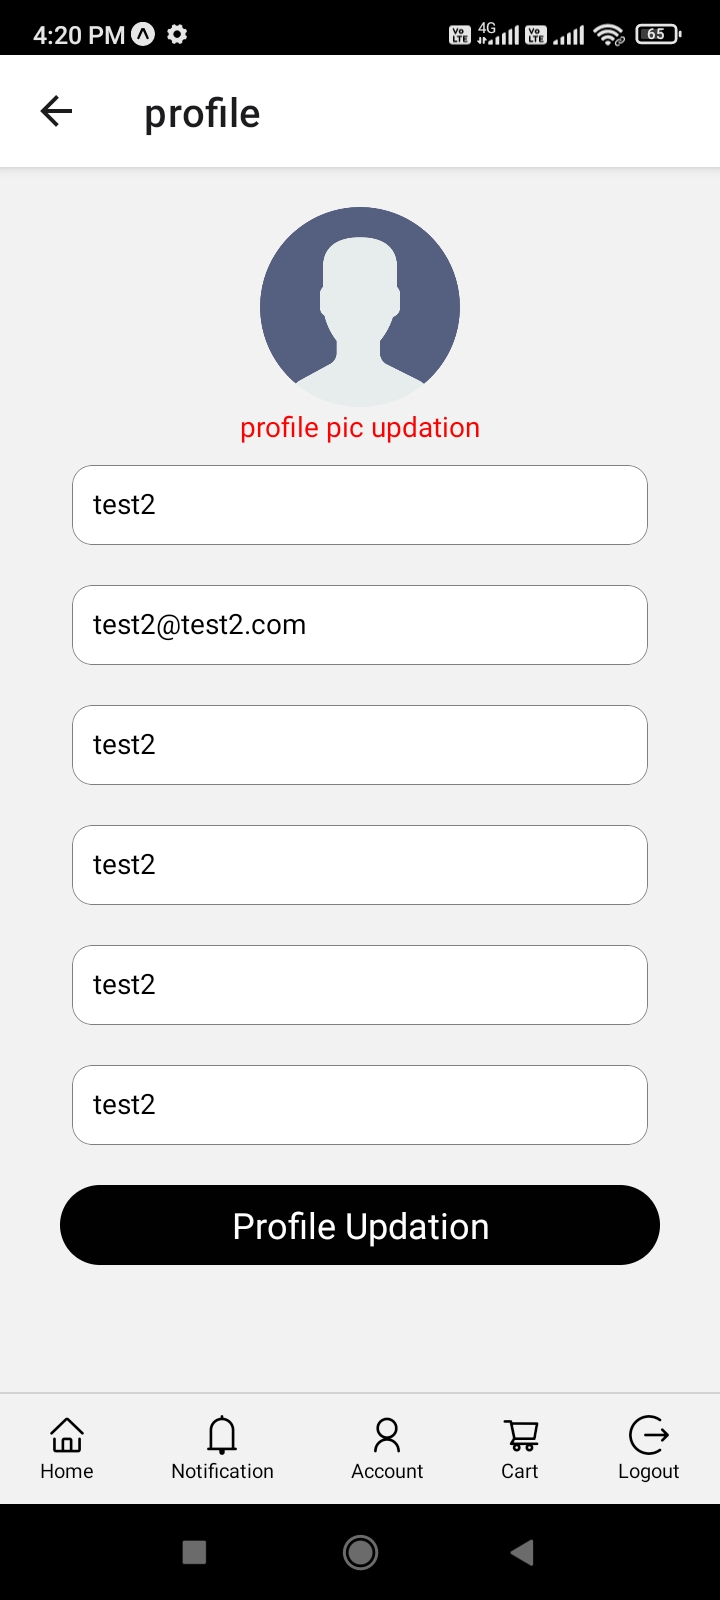 4:20 PM
Vo LTE 4G Vo LTE 65
profile
profile pic updation
test2
test2@test2.com
test2
test2
test2
test2
Profile Updation
Home Notification Account Cart Logout